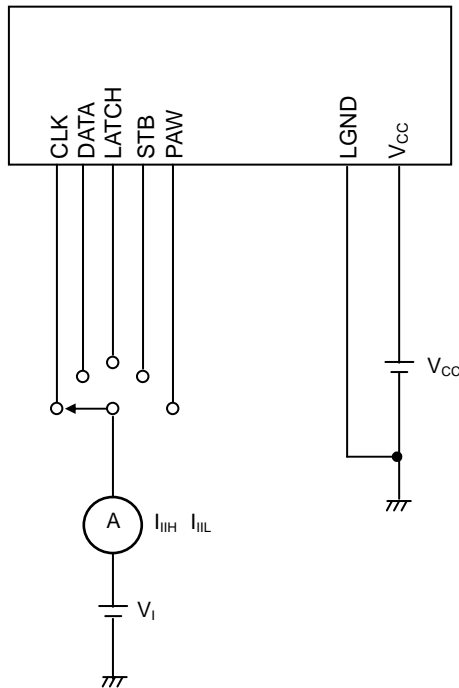 CLK
DATA
LATCH
STB
PAW
LGND
VCC
VCC
A
IIIH IIIL
VI